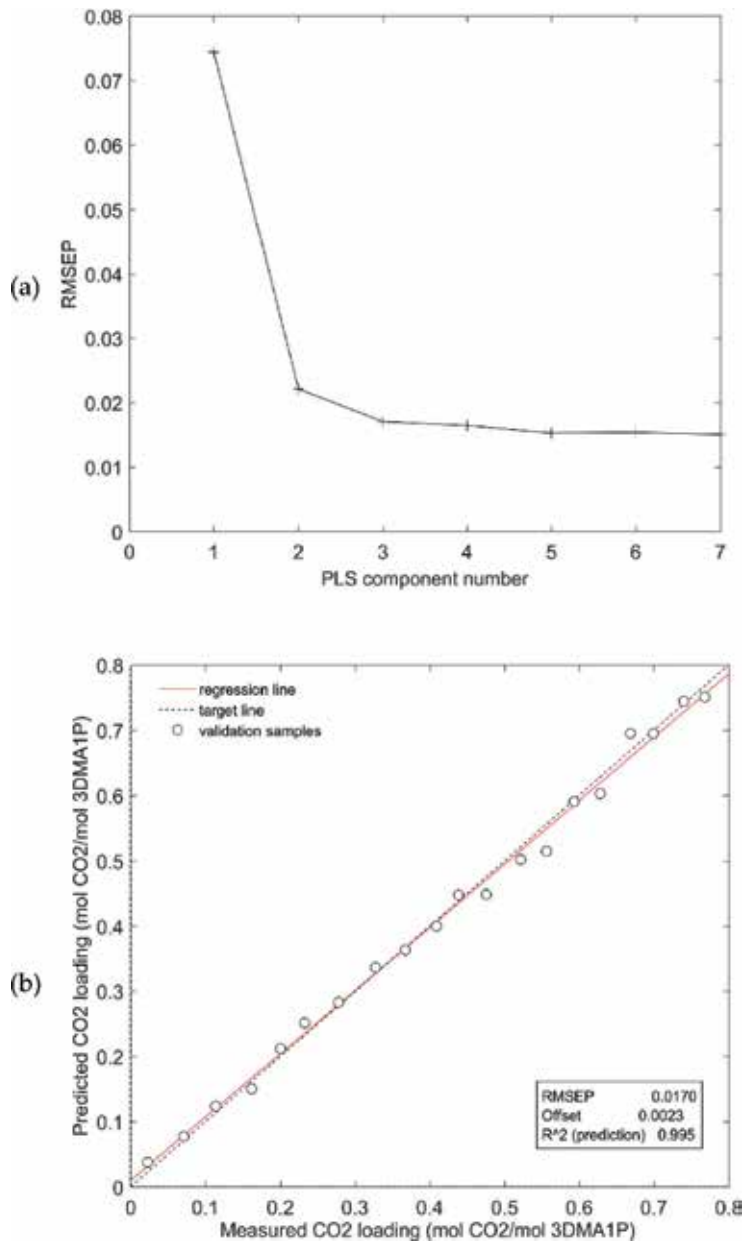 (a)
RMSEP
0.08
0.07
0.06
0.05
0.04
0.03
0.02
0.01
0
0 1 2 3 4 5 6 7
PLS component number
(b)
Predicted CO2 loading (mol CO2/mol 3DMA1P)
0.8
0.7
0.6
0.5
0.4
0.3
0.2
0.1
0
regression line
target line
validation samples
RMSEP 0.0170
Offset 0.0023
R^2 (prediction) 0.995
0 0.1 0.2 0.3 0.4 0.5 0.6 0.7 0.8
Measured CO2 loading (mol CO2/mol 3DMA1P)